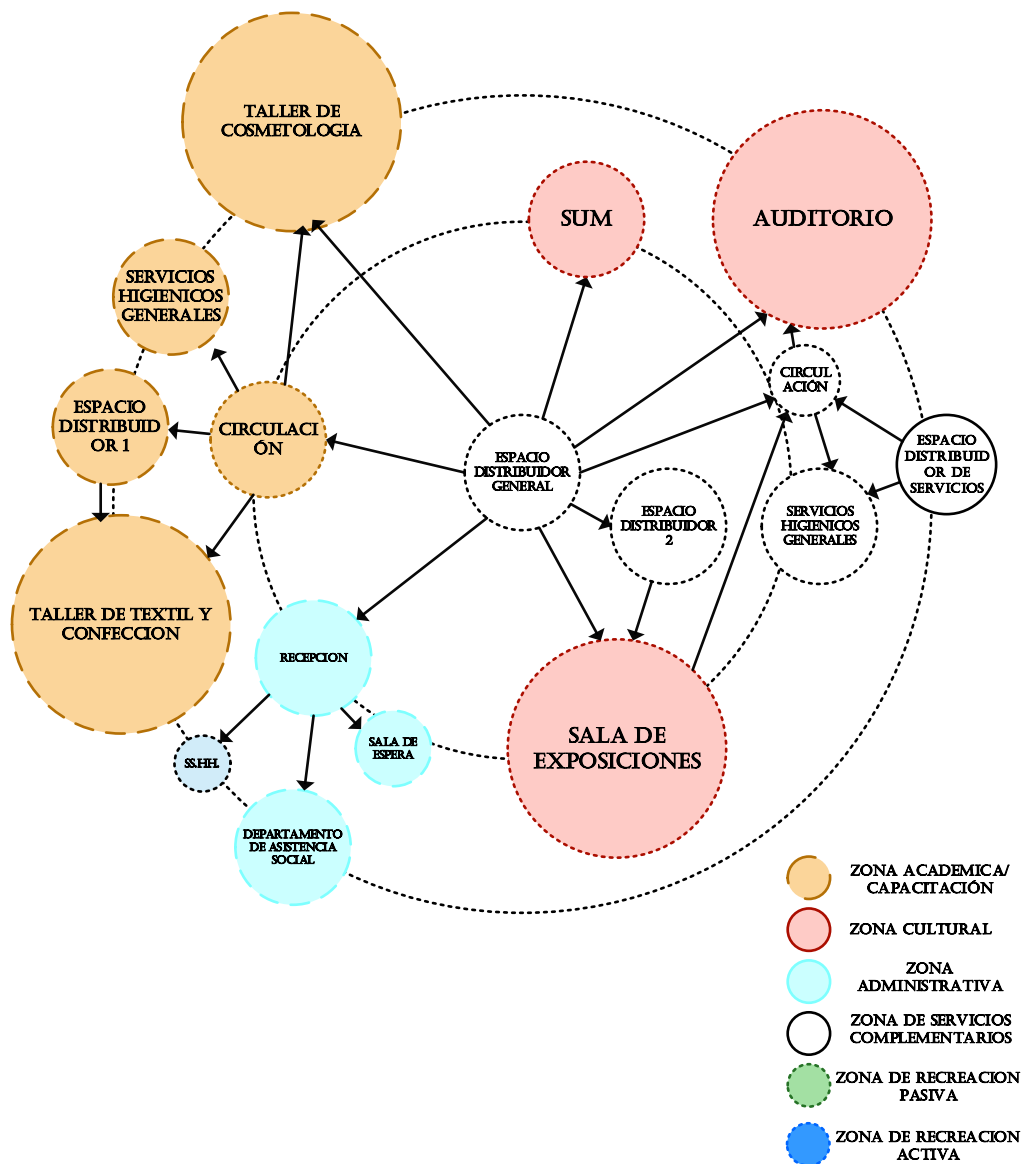 TALLER DE
COSMETOLOGIA
SUM
AUDITORIO
SERVICIOS
HIGIENICOS
GENERALES
CIRCUL
ACIÓN
ESPACIO
DISTRIBUID
OR 1
CIRCULACI
ÓN
ESPACIO
DISTRIBUIDOR
GENERAL
ESPACIO
DISTRIBUID
OR DE
SERVICIOS
ESPACIO
DISTRIBUIDOR
2
SERVICIOS
HIGIENICOS
GENERALES
TALLER DE TEXTIL Y
CONFECCION
RECEPCION
SALA DE
ESPERA
SALA DE
EXPOSICIONES
SS.HH.
DEPARTAMENTO
DE ASISTENCIA
SOCIAL
ZONA ACADEMICA/
CAPACITACIÓN
ZONA CULTURAL
ZONA
ADMINISTRATIVA
ZONA DE SERVICIOS
COMPLEMENTARIOS
ZONA DE RECREACION
PASIVA
ZONA DE RECREACION
ACTIVA